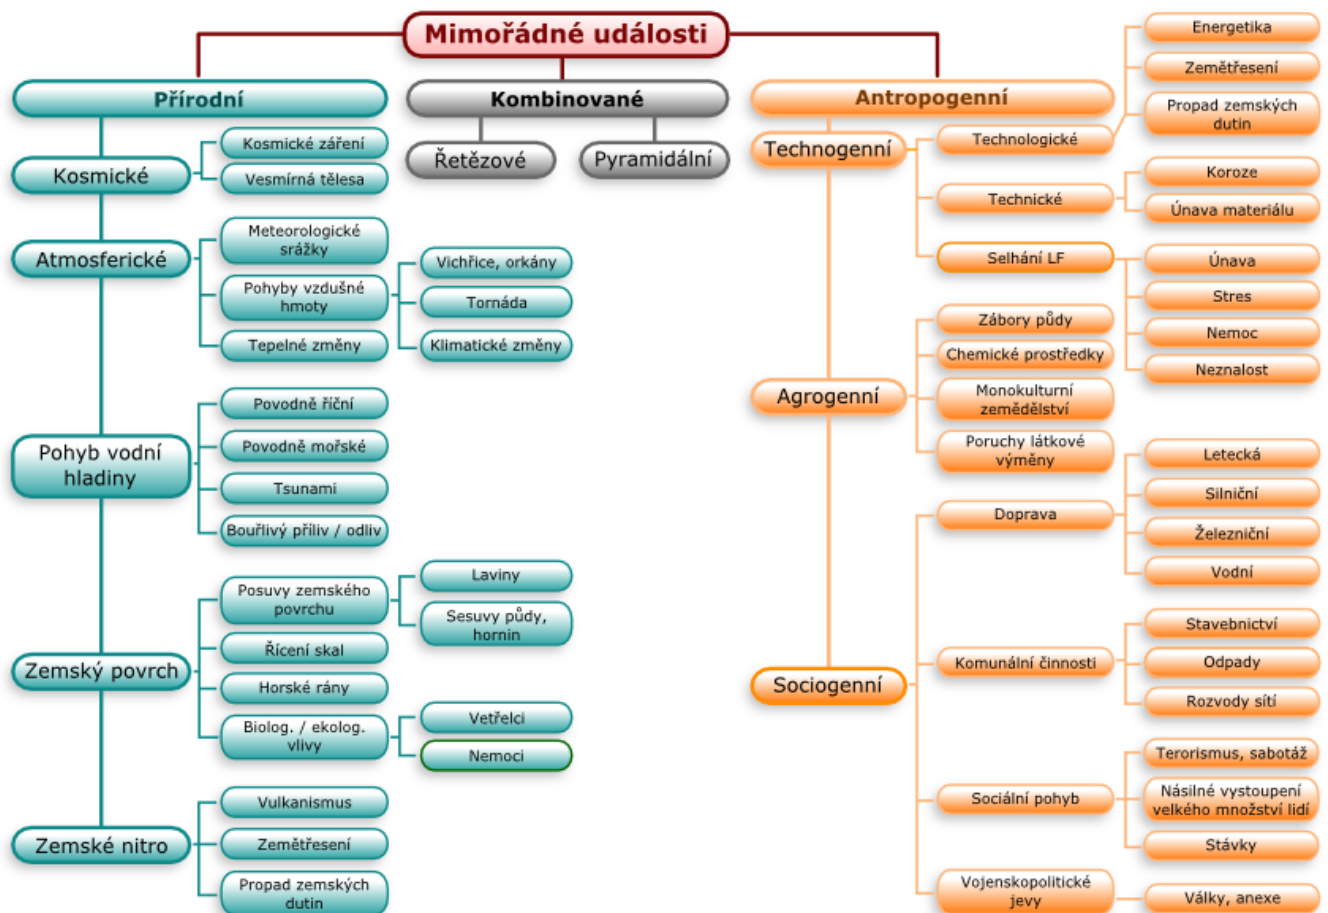 Mimořádné události
Přírodní
Kosmické
Kosmické záření
Vesmírná tělesa
Atmosferické
Meteorologické
srážky
Pohyby vzdušné
hmoty
Vichřice, orkány
Tornáda
Klimatické změny
Tepelné změny
Pohyb vodní
hladiny
Povodně říční
Povodně mořské
Tsunami
Bouřlivý příliv / odliv
Zemský povrch
Posuvy zemského
povrchu
Laviny
Sesuvy půdy,
hornin
Řícení skal
Horské rány
Biolog. / ekolog.
vlivy
Vetřelci
Nemoci
Zemské nitro
Vulkanismus
Zemětřesení
Propad zemských
dutin
Kombinované
Řetězové
Pyramidální
Antropogenní
Technogenní
Technologické
Energetika
Zemětřesení
Propad zemských
dutin
Technické
Koroze
Únava materiálu
Selhání LF
Únava
Stres
Nemoc
Neznalost
Agrogenní
Zábory půdy
Chemické prostředky
Monokulturní
zemědělství
Poruchy látkové
výměny
Sociogenní
Doprava
Letecká
Silniční
Železniční
Vodní
Komunální činnosti
Stavebnictví
Odpady
Rozvody sítí
Sociální pohyb
Terorismus, sabotáž
Násilné vystoupení
velkého množství lidí
Stávky
Vojenskopolitické
jevy
Války, anexe